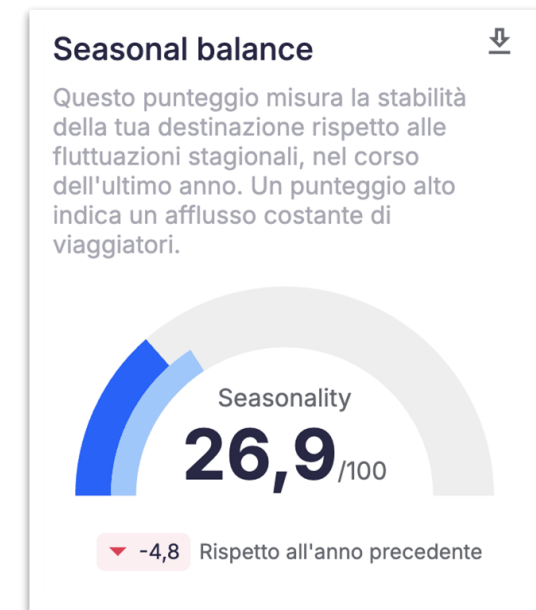 Seasonal balance
Questo punteggio misura la stabilità
della tua destinazione rispetto alle
fluttuazioni stagionali, nel corso
dell'ultimo anno. Un punteggio alto
indica un afflusso costante di
viaggiatori.
Seasonality
26,9/100
-4,8 Rispetto all'anno precedente